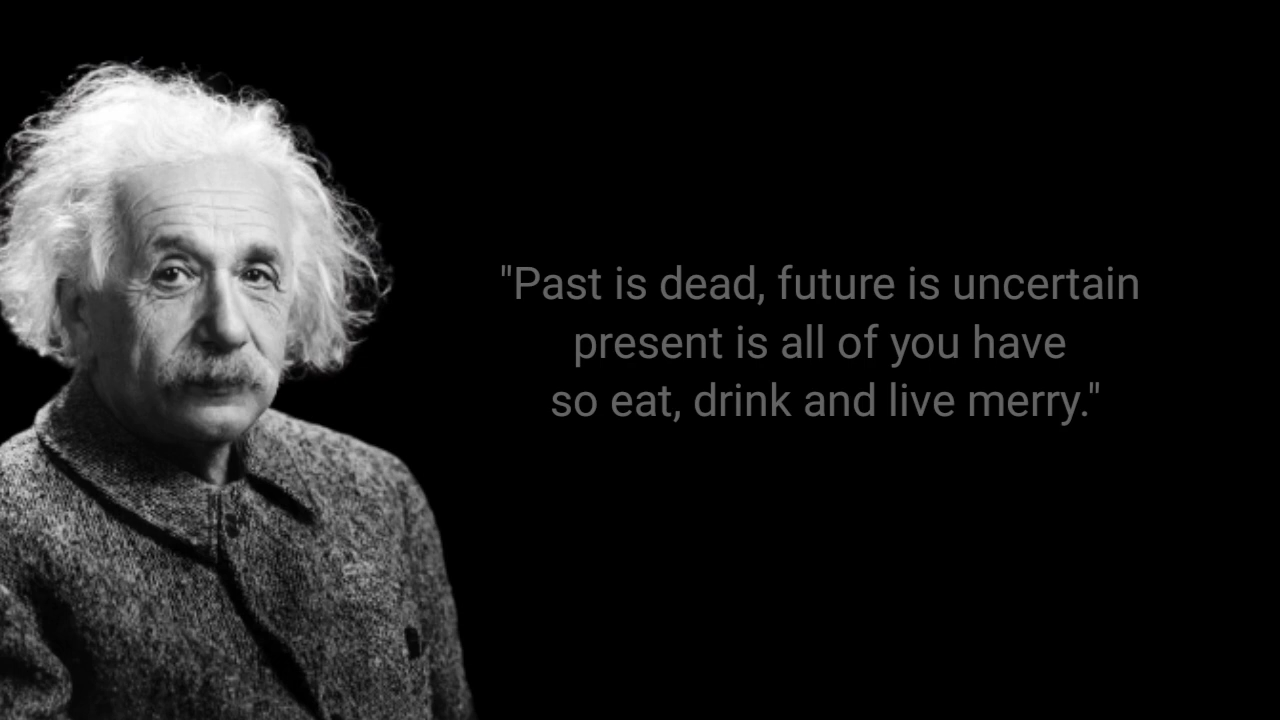 "Past is dead, future is uncertain
present is all of you have
so eat, drink and live merry."